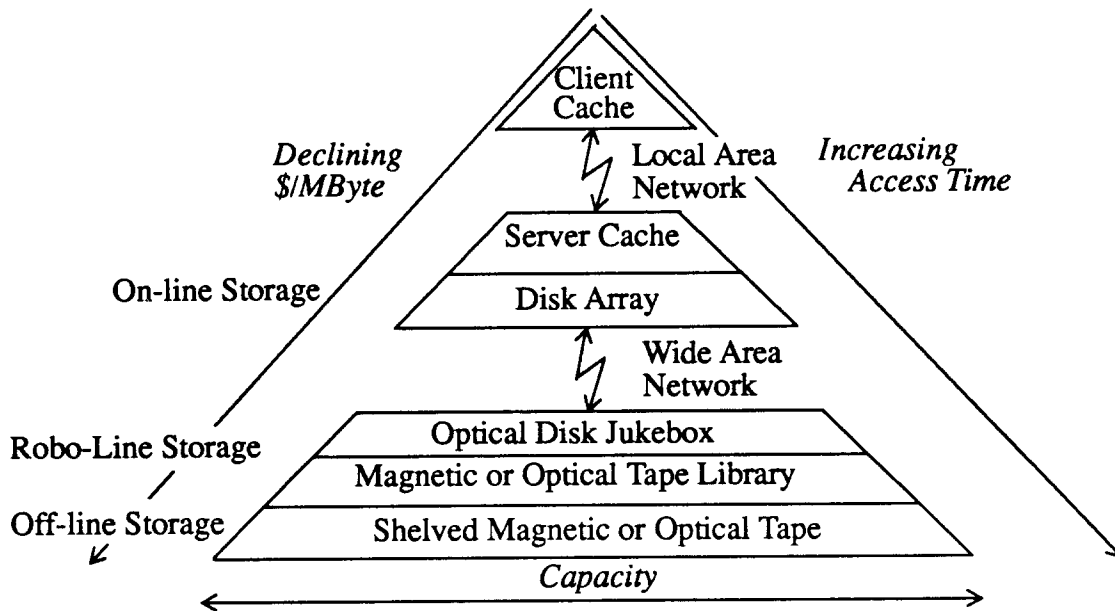 Client
Cache
Declining
$/MByte
Local Area
Network
Increasing
Access Time
Server Cache
On-line Storage
Disk Array
Wide Area
Network
Optical Disk Jukebox
Robo-Line Storage
Magnetic or Optical Tape Library
Off-line Storage
Shelved Magnetic or Optical Tape
Capacity